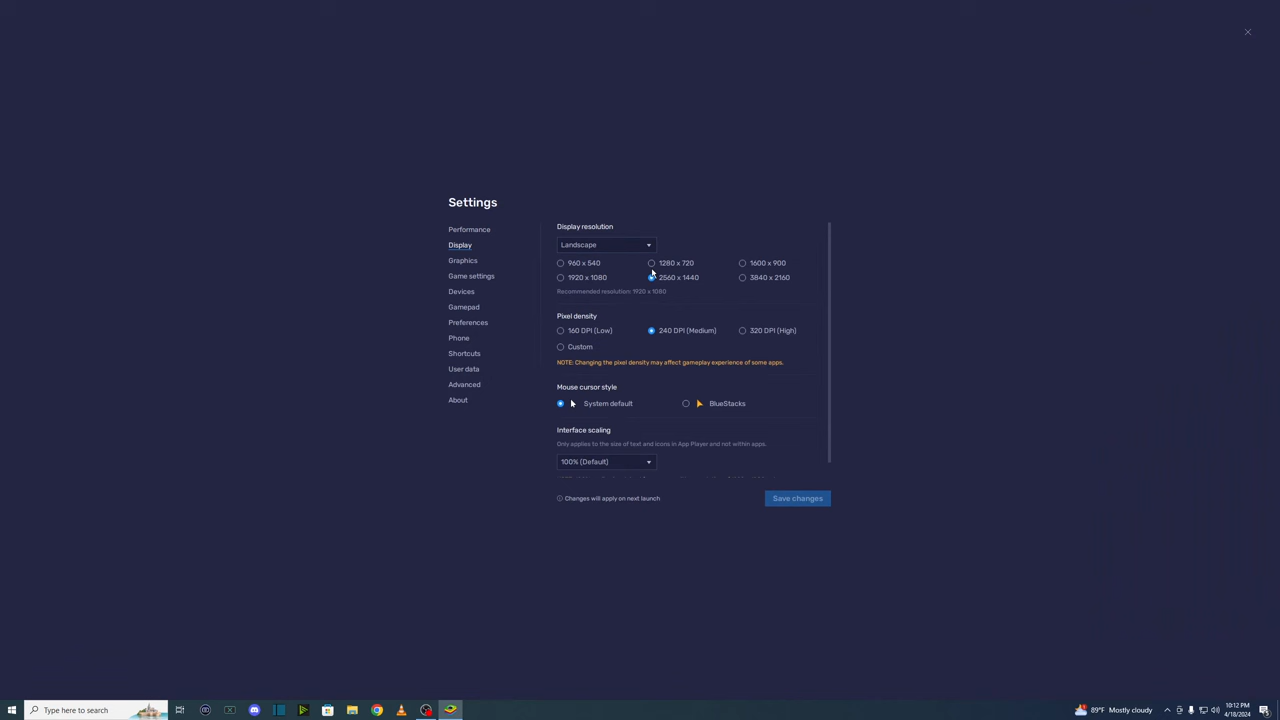 Settings
Performance
Display
Graphics
Game settings
Devices
Gamepad
Preferences
Phone
Shortcuts
User data
Advanced
About
Display resolution
Landscape
960 x 540
1280 x 720
1600 x 900
1920 x 1080
2560 x 1440
3840 x 2160
Recommended resolution: 1920 x 1080
Pixel density
160 DPI (Low)
240 DPI (Medium)
320 DPI (High)
Custom
NOTE: Changing the pixel density may affect gameplay experience of some apps.
Mouse cursor style
System default
BlueStacks
Interface scaling
Only applies to the size of text and icons in App Player and not within apps.
100% (Default)
Changes will apply on next launch
Save changes
Type here to search
89°F Mostly cloudy
10:12 PM
4/18/2024